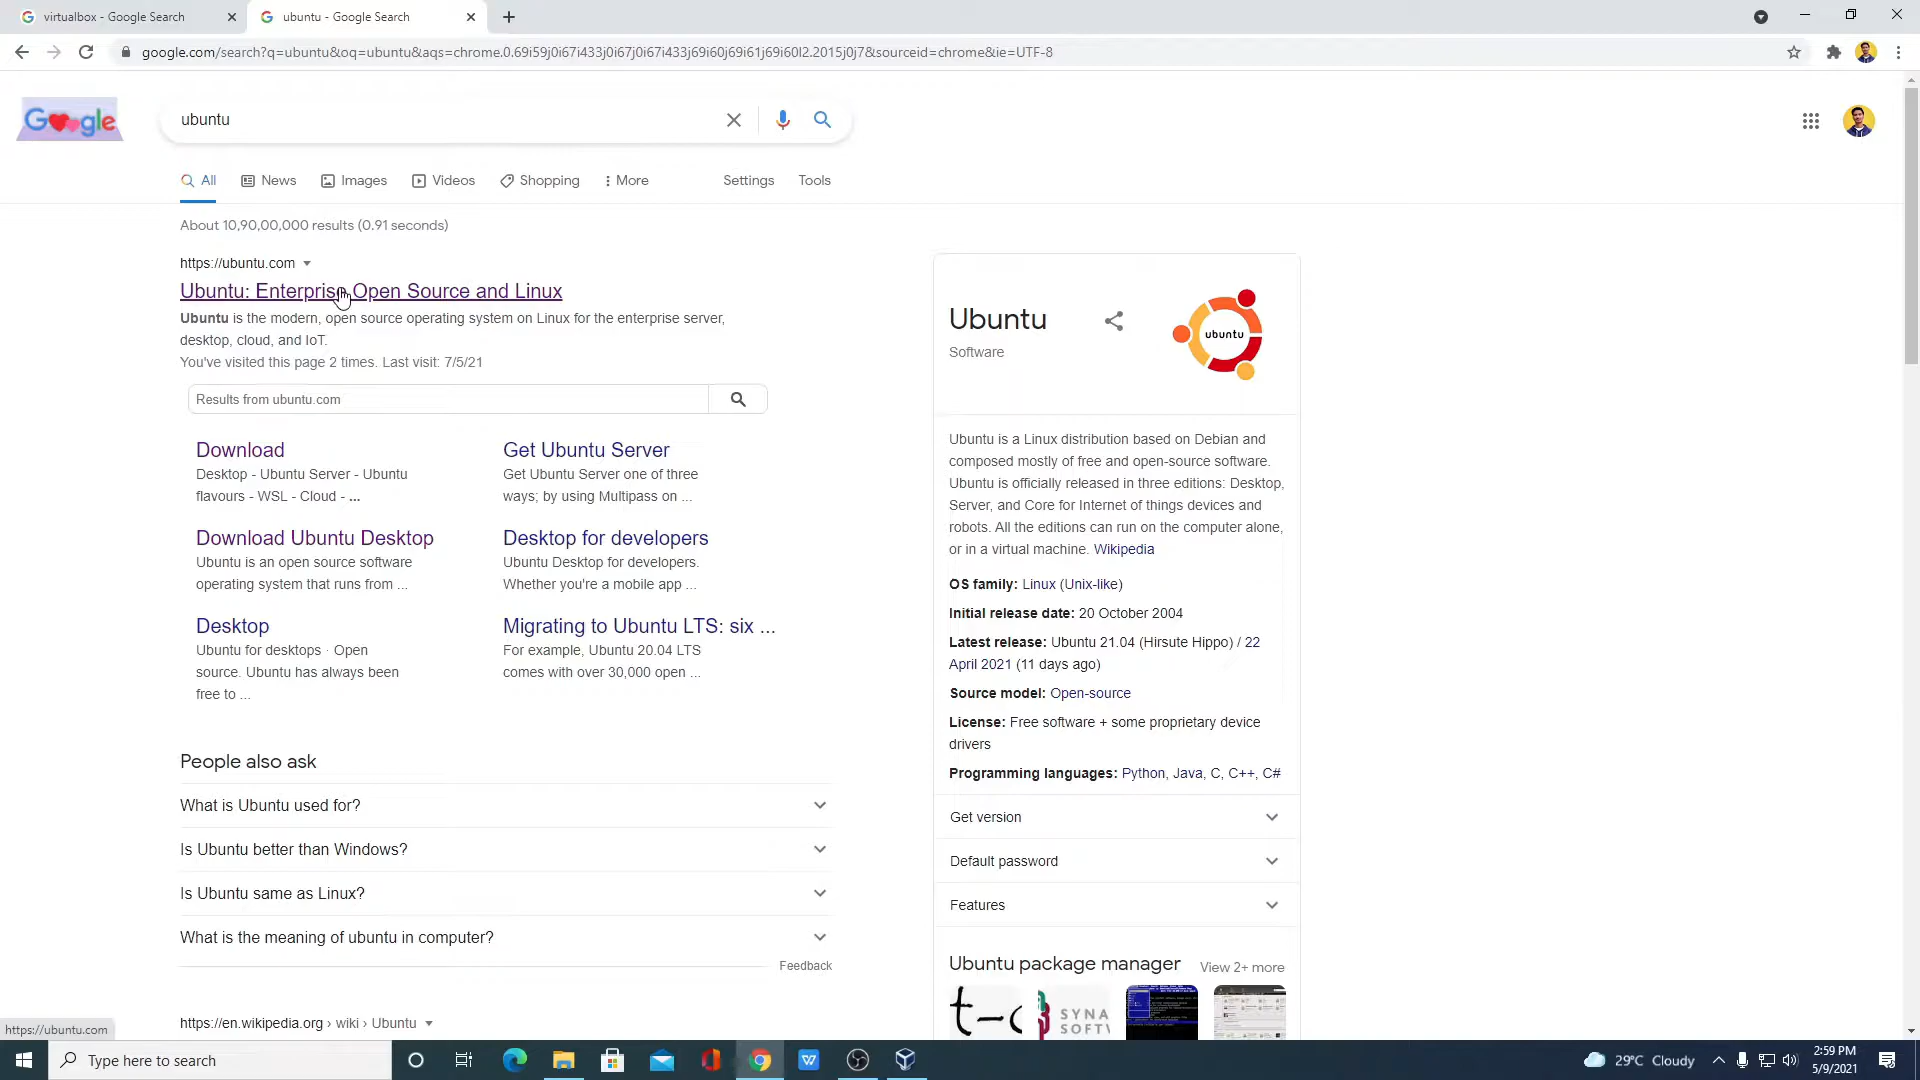 virtualbox - Google Search
ubuntu - Google Search
google.com/search?q=ubuntu&oq=ubuntu&aqs=chrome.0.69i59j0i67i433j0i67j0i67i433j69i60j69i61j69i60l2.2015j0j7&sourceid=chrome&ie=UTF-8
Google
ubuntu
All
News
Images
Videos
Shopping
More
Settings
Tools
About 10,90,00,000 results (0.91 seconds)
https://ubuntu.com
Ubuntu: Enterprise Open Source and Linux
Ubuntu is the modern, open source operating system on Linux for the enterprise server,
desktop, cloud, and IoT.
You've visited this page 2 times. Last visit: 7/5/21
Results from ubuntu.com
Download
Desktop - Ubuntu Server - Ubuntu
flavours - WSL - Cloud - ...
Get Ubuntu Server
Get Ubuntu Server one of three
ways; by using Multipass on ...
Download Ubuntu Desktop
Ubuntu is an open source software
operating system that runs from ...
Desktop for developers
Ubuntu Desktop for developers.
Whether you're a mobile app ...
Desktop
Ubuntu for desktops · Open
source. Ubuntu has always been
free to ...
Migrating to Ubuntu LTS: six ...
For example, Ubuntu 20.04 LTS
comes with over 30,000 open ...
People also ask
What is Ubuntu used for?
Is Ubuntu better than Windows?
Is Ubuntu same as Linux?
What is the meaning of ubuntu in computer?
Feedback
https://en.wikipedia.org › wiki › Ubuntu
Ubuntu
Software
ubuntu
Ubuntu is a Linux distribution based on Debian and
composed mostly of free and open-source software.
Ubuntu is officially released in three editions: Desktop,
Server, and Core for Internet of things devices and
robots. All the editions can run on the computer alone,
or in a virtual machine. Wikipedia
OS family: Linux (Unix-like)
Initial release date: 20 October 2004
Latest release: Ubuntu 21.04 (Hirsute Hippo) / 22
April 2021 (11 days ago)
Source model: Open-source
License: Free software + some proprietary device
drivers
Programming languages: Python, Java, C, C++, C#
Get version
Default password
Features
Ubuntu package manager
View 2+ more
SYNA
SOFTV
https://ubuntu.com
Type here to search
29°C Cloudy
2:59 PM
5/9/2021